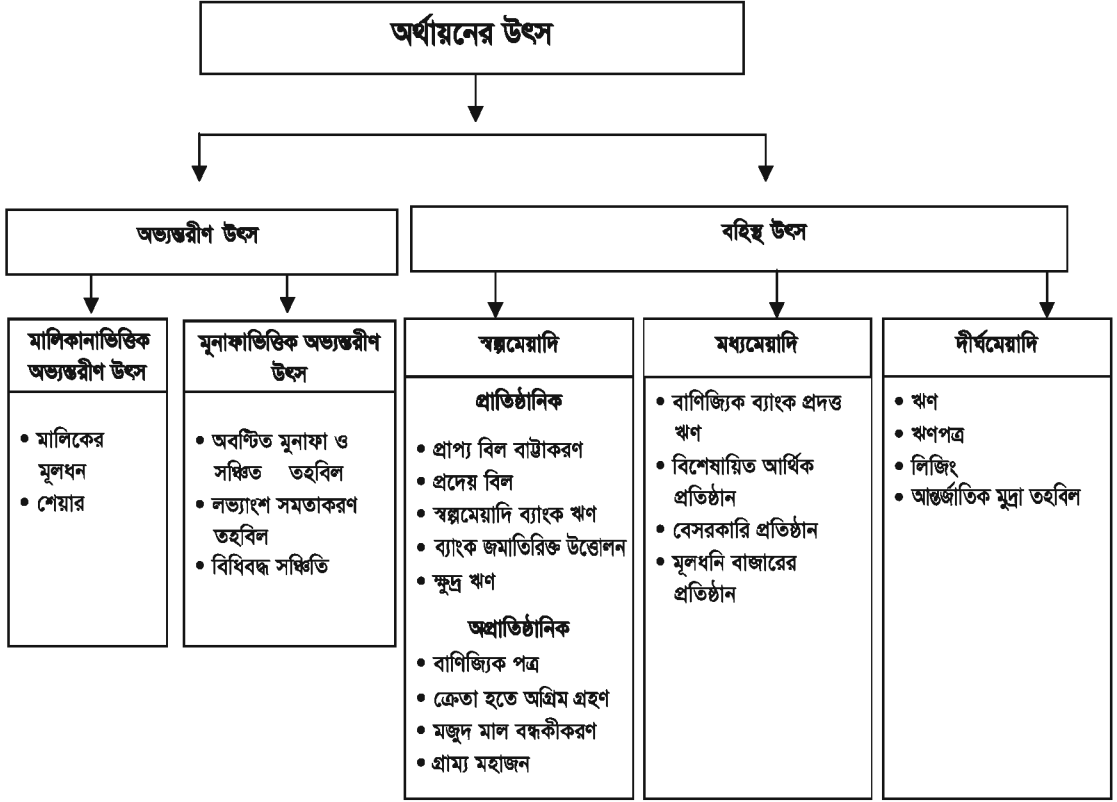 অর্থায়নের উৎস
অভ্যন্তরীণ উৎস
বহিস্থ উৎস
মালিকানাভিত্তিক
অভ্যন্তরীণ উৎস
• মালিকের
মূলধন
• শেয়ার
মুনাফাভিত্তিক অভ্যন্তরীণ
উৎস
• অবণ্টিত মুনাফা ও
সঞ্চিত তহবিল
• লভ্যাংশ সমতাকরণ
তহবিল
• বিধিবদ্ধ সঞ্চিতি
স্বল্পমেয়াদি
প্রাতিষ্ঠানিক
• প্রাপ্য বিল বাট্টাকরণ
• প্রদেয় বিল
• স্বল্পমেয়াদি ব্যাংক ঋণ
• ব্যাংক জমাতিরিক্ত উত্তোলন
• ক্ষুদ্র ঋণ
অপ্রাতিষ্ঠানিক
• বাণিজ্যিক পত্র
• ক্রেতা হতে অগ্রিম গ্রহণ
• মজুদ মাল বন্ধকীকরণ
• গ্রাম্য মহাজন
মধ্যমেয়াদি
• বাণিজ্যিক ব্যাংক প্রদত্ত
ঋণ
• বিশেষায়িত আর্থিক
প্রতিষ্ঠান
• বেসরকারি প্রতিষ্ঠান
• মূলধনি বাজারের
প্রতিষ্ঠান
দীর্ঘমেয়াদি
• ঋণ
• ঋণপত্র
• লিজিং
• আন্তর্জাতিক মুদ্রা তহবিল